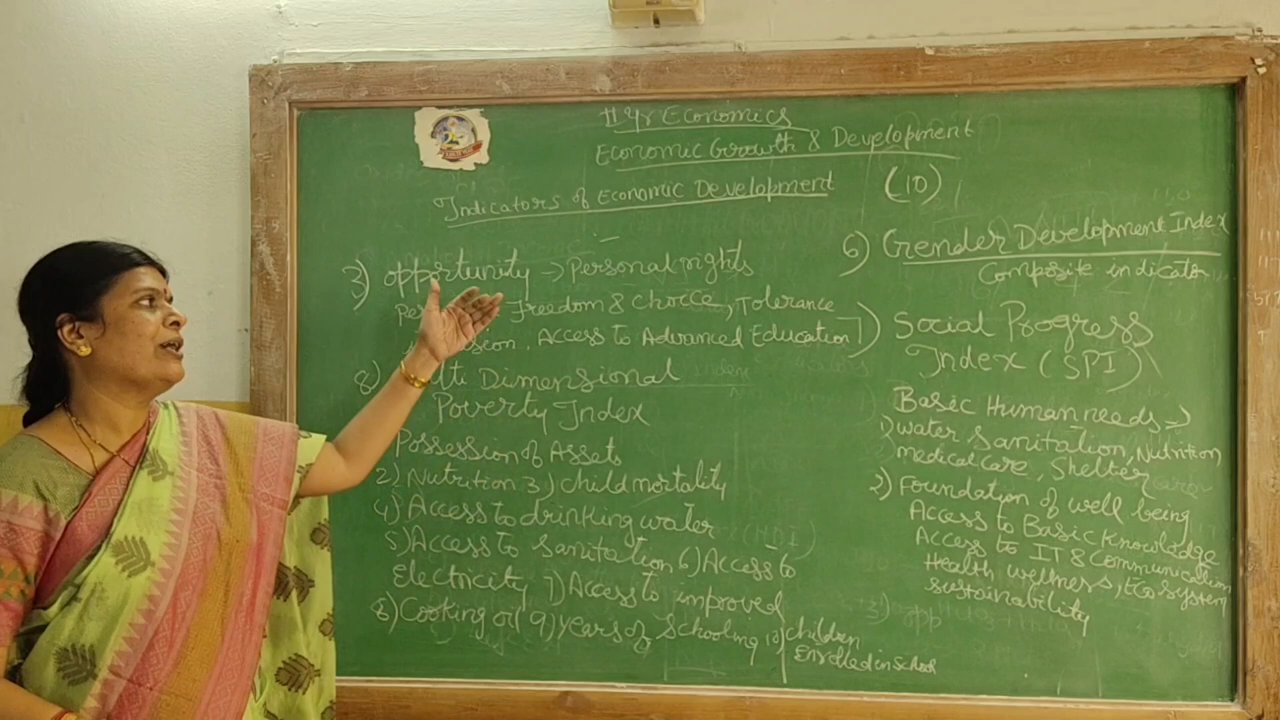 II Yr Economics
Economic Growth & Development
Indicators of Economic Development (10)
3) opportunity -> Personal rights
Freedom & choice, Tolerance
Access to Advanced Education
8) Dimensional
Poverty Index
Possession of Assets
2) Nutrition 3) child mortality
4) Access to drinking water
5) Access to Sanitation 6) Access to
Electricity 7) Access to improved
8) Cooking oil 9) years of Schooling 10) children
Enrolled in School
6) Gender Development Index
Composite indicator
7) Social Progress
Index (SPI)
Basic Human needs ->
1) water Sanitation, Nutrition
medical care, Shelter
2) Foundation of well being
Access to Basic Knowledge
Access to IT & Communication
Health wellness, Eco System
sustainability
3) opp